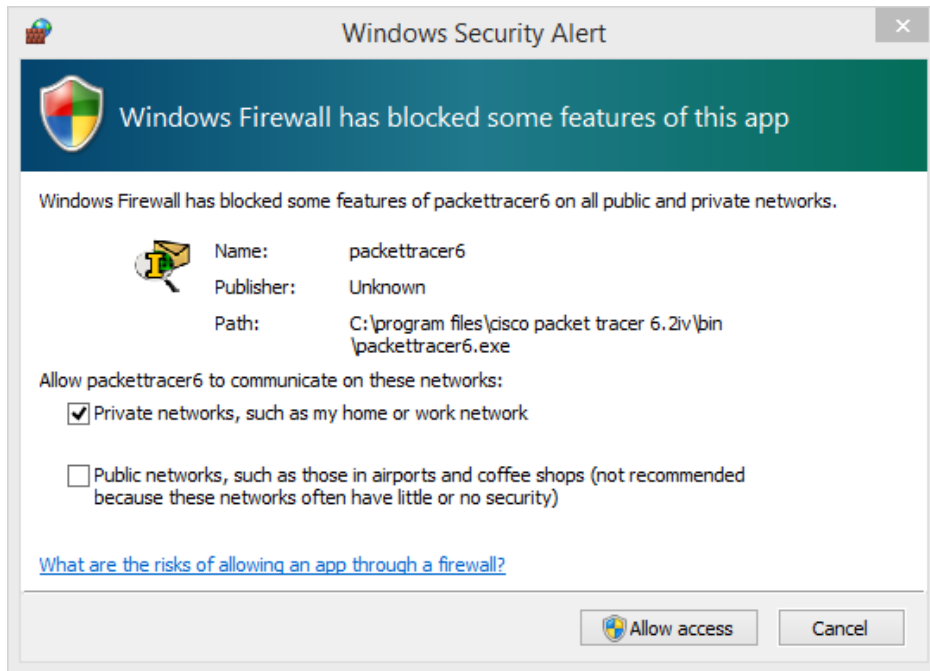 Windows Security Alert
Windows Firewall has blocked some features of this app
Windows Firewall has blocked some features of packettracer6 on all public and private networks.
Name: packettracer6
Publisher: Unknown
Path: C:\program files\cisco packet tracer 6.2iv\bin
\packettracer6.exe
Allow packettracer6 to communicate on these networks:
Private networks, such as my home or work network
Public networks, such as those in airports and coffee shops (not recommended
because these networks often have little or no security)
What are the risks of allowing an app through a firewall?
Allow access Cancel